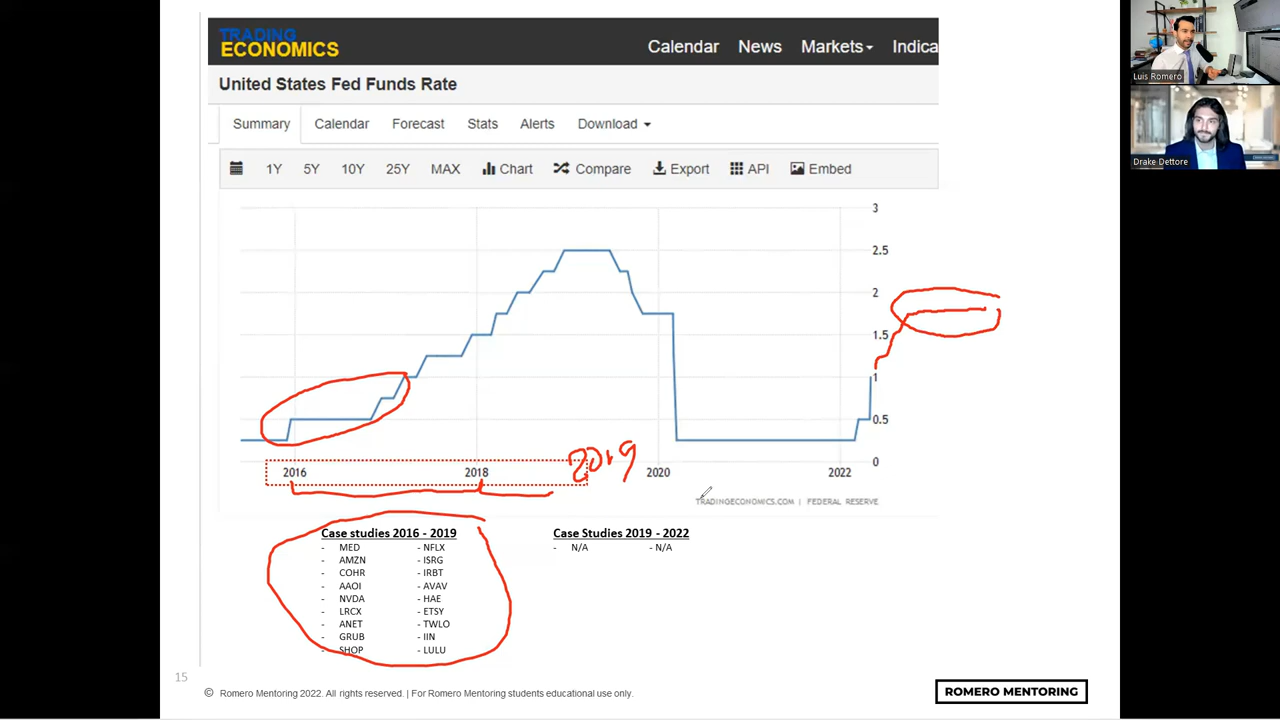 TRADING
ECONOMICS
Calendar News Markets Indica
United States Fed Funds Rate
Summary Calendar Forecast Stats Alerts Download
1Y 5Y 10Y 25Y MAX Chart Compare Export API Embed
3
2.5
2
1.5
1
0.5
0
2016 2018 2020 2022
2019
TRADINGECONOMICS.COM | FEDERAL RESERVE
Case studies 2016 - 2019
- MED - NFLX
- AMZN - ISRG
- COHR - IRBT
- AAOI - AVAV
- NVDA - HAE
- LRCX - ETSY
- ANET - TWLO
- GRUB - IIN
- SHOP - LULU
Case Studies 2019 - 2022
- N/A - N/A
15
© Romero Mentoring 2022. All rights reserved. | For Romero Mentoring students educational use only.
ROMERO MENTORING
Luis Romero
Drake Dettore